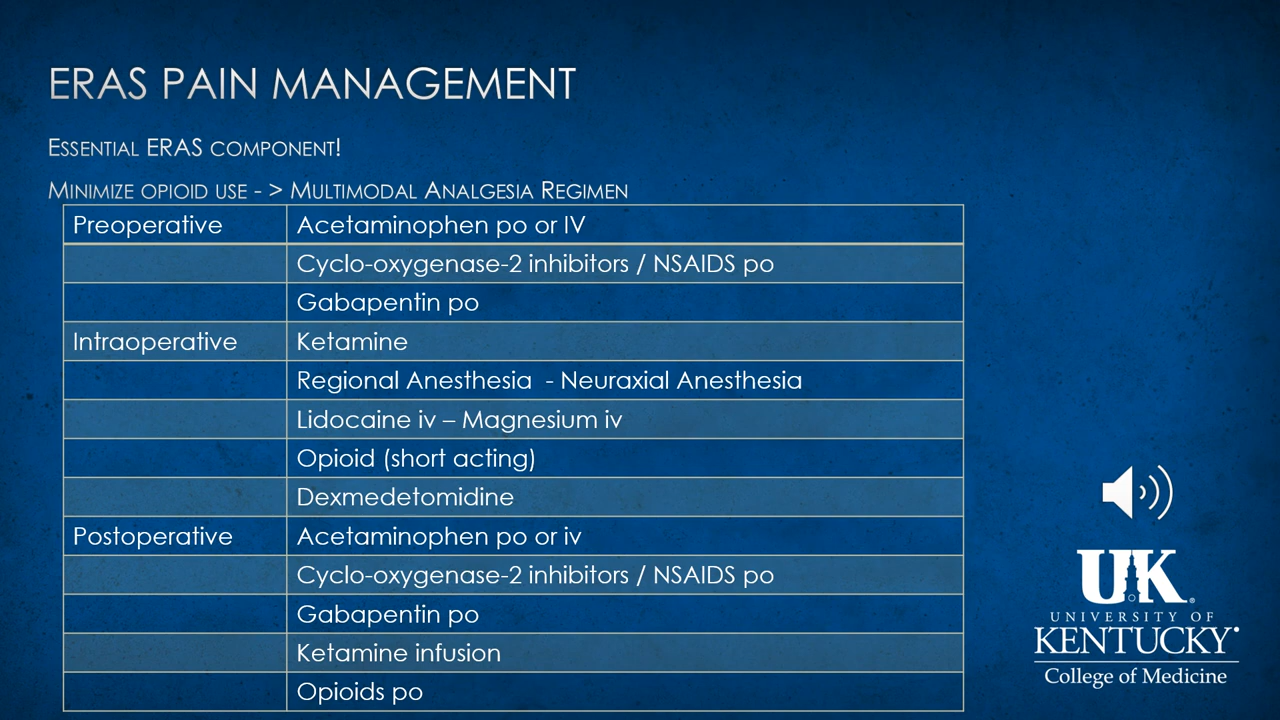 ERAS PAIN MANAGEMENT
ESSENTIAL ERAS COMPONENT!
MINIMIZE OPIOID USE - > MULTIMODAL ANALGESIA REGIMEN
Preoperative Acetaminophen po or IV
Cyclo-oxygenase-2 inhibitors / NSAIDS po
Gabapentin po
Intraoperative Ketamine
Regional Anesthesia - Neuraxial Anesthesia
Lidocaine iv – Magnesium iv
Opioid (short acting)
Dexmedetomidine
Postoperative Acetaminophen po or iv
Cyclo-oxygenase-2 inhibitors / NSAIDS po
Gabapentin po
Ketamine infusion
Opioids po
UK®
UNIVERSITY OF
KENTUCKY
College of Medicine